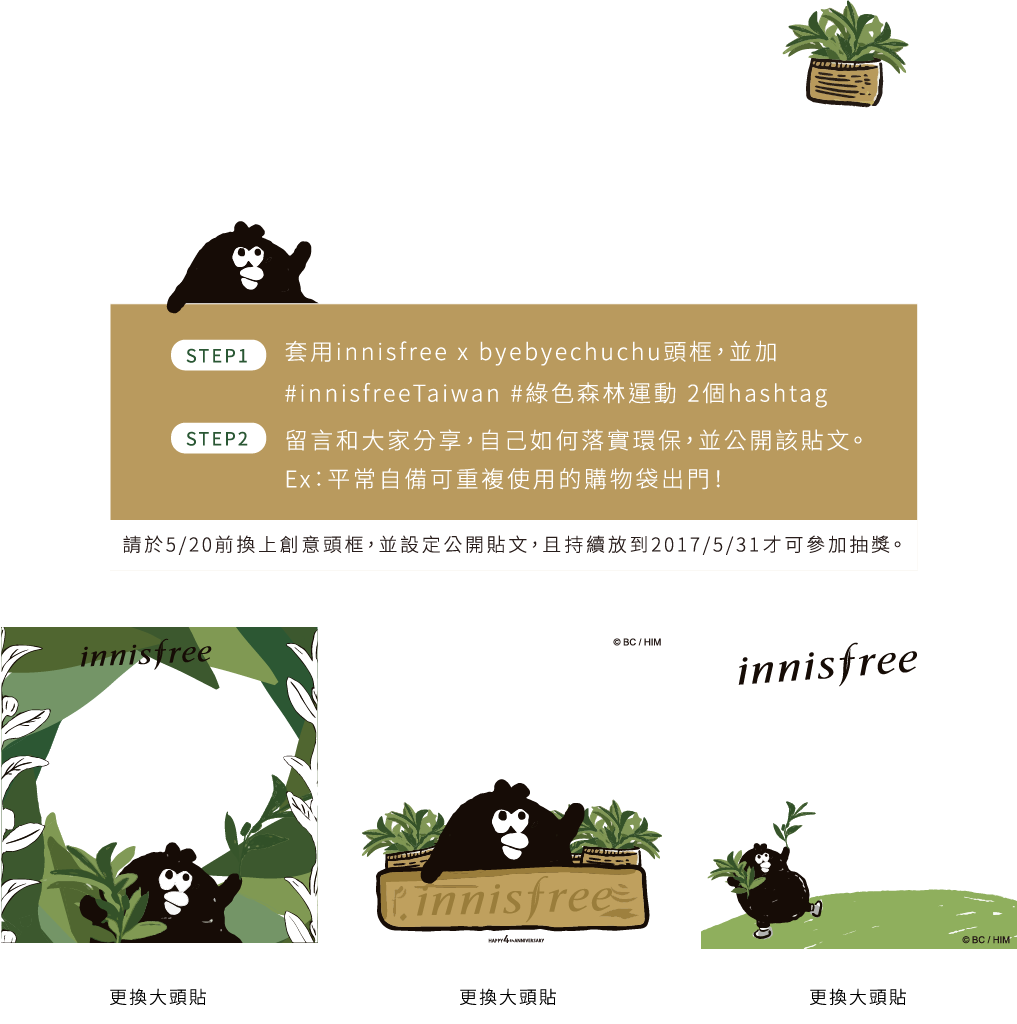 STEP1 套用innisfree x byebyechuchu頭框，並加
#innisfreeTaiwan #綠色森林運動 2個hashtag
STEP2 留言和大家分享，自己如何落實環保，並公開該貼文。
Ex：平常自備可重複使用的購物袋出門！
請於5/20前換上創意頭框，並設定公開貼文，且持續放到2017/5/31才可參加抽獎。
innisfree
© BC / HIM
innisfree
innisfree
HAPPY 4th ANNIVERSARY
© BC / HIM
更換大頭貼
更換大頭貼
更換大頭貼